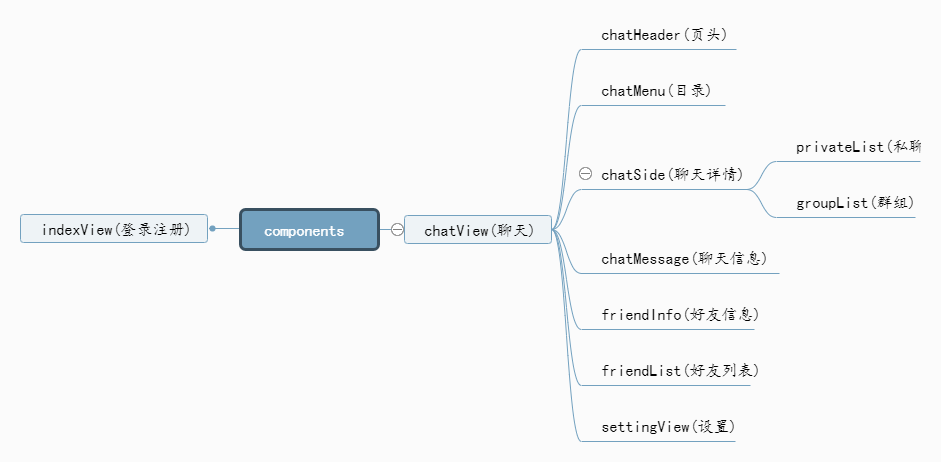 chatHeader(页头)
chatMenu(目录)
privateList(私聊
chatSide(聊天详情)
groupList(群组)
indexView(登录注册)
components
chatView(聊天)
chatMessage(聊天信息)
friendInfo(好友信息)
friendList(好友列表)
settingView(设置)